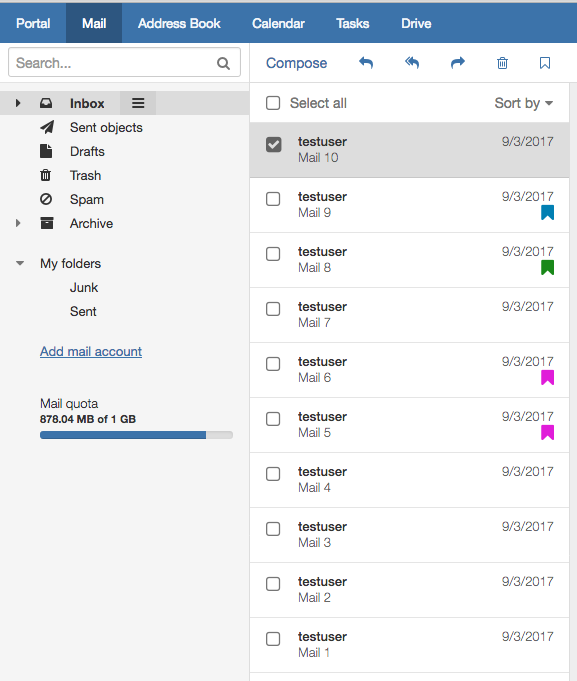 Portal Mail Address Book Calendar Tasks Drive
Search...
Compose
Inbox
Sent objects
Drafts
Trash
Spam
Archive
My folders
Junk
Sent
Add mail account
Mail quota
878.04 MB of 1 GB
Select all Sort by
testuser 9/3/2017
Mail 10
testuser 9/3/2017
Mail 9
testuser 9/3/2017
Mail 8
testuser 9/3/2017
Mail 7
testuser 9/3/2017
Mail 6
testuser 9/3/2017
Mail 5
testuser 9/3/2017
Mail 4
testuser 9/3/2017
Mail 3
testuser 9/3/2017
Mail 2
testuser 9/3/2017
Mail 1